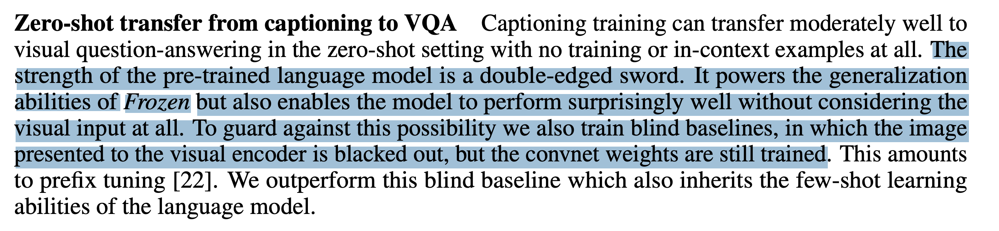 Zero-shot transfer from captioning to VQA Captioning training can transfer moderately well to
visual question-answering in the zero-shot setting with no training or in-context examples at all. The
strength of the pre-trained language model is a double-edged sword. It powers the generalization
abilities of Frozen but also enables the model to perform surprisingly well without considering the
visual input at all. To guard against this possibility we also train blind baselines, in which the image
presented to the visual encoder is blacked out, but the convnet weights are still trained. This amounts
to prefix tuning [22]. We outperform this blind baseline which also inherits the few-shot learning
abilities of the language model.